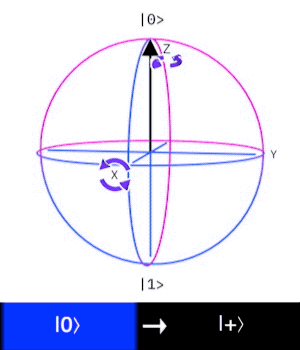 |0>
Z
Y
X
|1>
|0⟩ → |+⟩